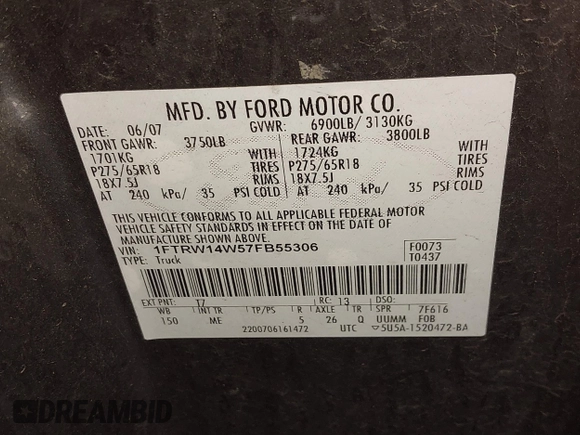 MFD. BY FORD MOTOR CO.
DATE: 06/07 GVWR: 6900LB/ 3130KG
FRONT GAWR: 3750LB REAR GAWR: 3800LB
1701KG WITH 1724KG WITH
P275/65R18 TIRES P275/65R18 TIRES
18X7.5J RIMS 18X7.5J RIMS
AT 240 kPa/ 35 PSI COLD AT 240 kPa/ 35 PSI COLD
THIS VEHICLE CONFORMS TO ALL APPLICABLE FEDERAL MOTOR
VEHICLE SAFETY STANDARDS IN EFFECT ON THE DATE OF
MANUFACTURE SHOWN ABOVE.
VIN: 1FTRW14W57FB55306 F0073
TYPE: Truck T0437
EXT PNT: T7 RC: 13 DSO:
WB INT TR TP/PS R AXLE TR SPR 7F616
150 ME 5 26 Q UUMM FOB
2200706161472 UTC 5U5A-1520472-BA
DREAMBID